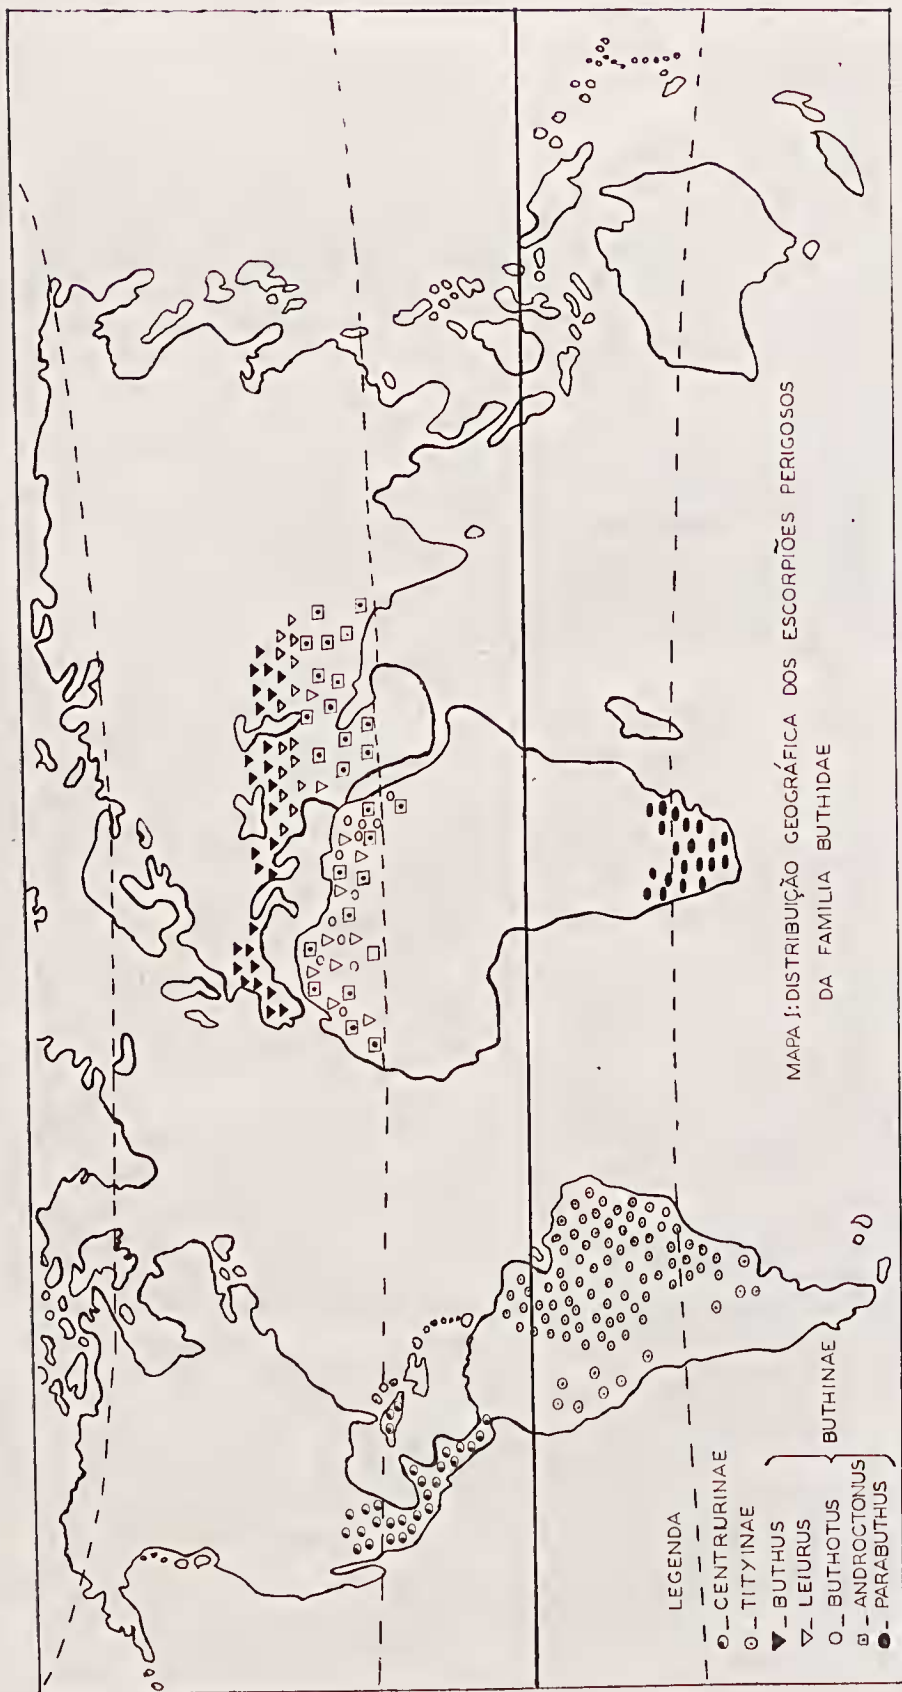 MAPA I: DISTRIBUIÇÃO GEOGRÁFICA DOS ESCORPIÕES PERIGOSOS
DA FAMILIA BUTHIDAE
LEGENDA
CENTRURINAE
TITYINAE
BUTHUS
LEIURUS
BUTHOTUS
ANDROCTONUS
PARABUTHUS
BUTHINAE